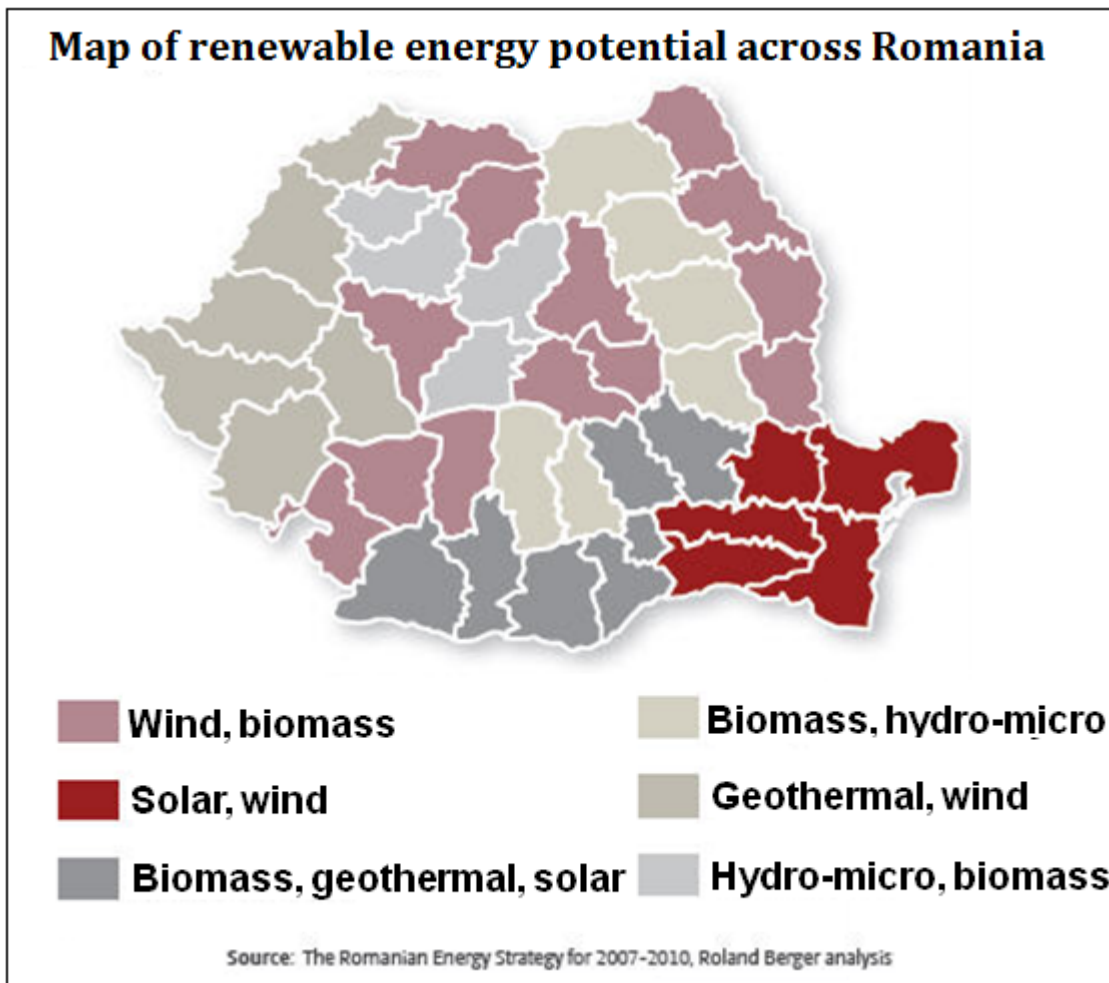 Map of renewable energy potential across Romania
Wind, biomass
Biomass, hydro-micro
Solar, wind
Geothermal, wind
Biomass, geothermal, solar
Hydro-micro, biomass
Source: The Romanian Energy Strategy for 2007-2010, Roland Berger analysis